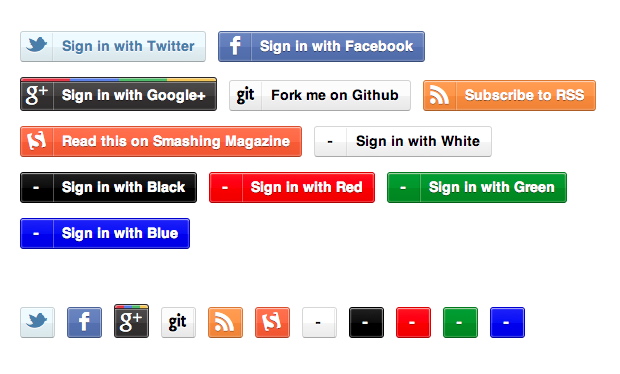 Sign in with Twitter f Sign in with Facebook
g+ Sign in with Google+ git Fork me on Github Subscribe to RSS
Read this on Smashing Magazine - Sign in with White
- Sign in with Black - Sign in with Red - Sign in with Green
- Sign in with Blue
f g+ git - - - - -